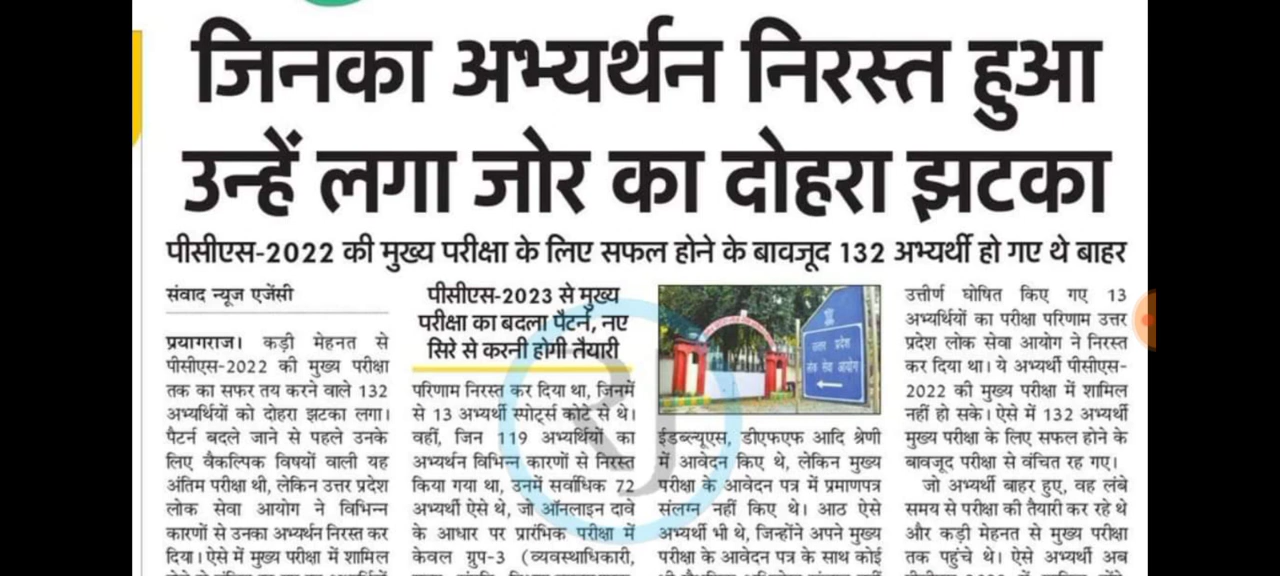 जिनका अभ्यर्थन निरस्त हुआ
उन्हें लगा जोर का दोहरा झटका
पीसीएस-2022 की मुख्य परीक्षा के लिए सफल होने के बावजूद 132 अभ्यर्थी हो गए थे बाहर
संवाद न्यूज एजेंसी
प्रयागराज। कड़ी मेहनत से
पीसीएस-2022 की मुख्य परीक्षा
तक का सफर तय करने वाले 132
अभ्यर्थियों को दोहरा झटका लगा।
पैटर्न बदले जाने से पहले उनके
लिए वैकल्पिक विषयों वाली यह
अंतिम परीक्षा थी, लेकिन उत्तर प्रदेश
लोक सेवा आयोग ने विभिन्न
कारणों से उनका अभ्यर्थन निरस्त कर
दिया। ऐसे में मुख्य परीक्षा में शामिल
पीसीएस-2023 से मुख्य
परीक्षा का बदला पैटर्न, नए
सिरे से करनी होगी तैयारी
परिणाम निरस्त कर दिया था, जिनमें
से 13 अभ्यर्थी स्पोर्ट्स कोटे से थे।
वहीं, जिन 119 अभ्यर्थियों का
अभ्यर्थन विभिन्न कारणों से निरस्त
किया गया था, उनमें सर्वाधिक 72
अभ्यर्थी ऐसे थे, जो ऑनलाइन दावे
के आधार पर प्रारंभिक परीक्षा में
केवल ग्रुप-3 (व्यवस्थाधिकारी,
उत्तर प्रदेश
लोक सेवा आयोग
ईडब्ल्यूएस, डीएफएफ आदि श्रेणी
में आवेदन किए थे, लेकिन मुख्य
परीक्षा के आवेदन पत्र में प्रमाणपत्र
संलग्न नहीं किए थे। आठ ऐसे
अभ्यर्थी भी थे, जिन्होंने अपने मुख्य
परीक्षा के आवेदन पत्र के साथ कोई
उत्तीर्ण घोषित किए गए 13
अभ्यर्थियों का परीक्षा परिणाम उत्तर
प्रदेश लोक सेवा आयोग ने निरस्त
कर दिया था। ये अभ्यर्थी पीसीएस-
2022 की मुख्य परीक्षा में शामिल
नहीं हो सके। ऐसे में 132 अभ्यर्थी
मुख्य परीक्षा के लिए सफल होने के
बावजूद परीक्षा से वंचित रह गए।
जो अभ्यर्थी बाहर हुए, वह लंबे
समय से परीक्षा की तैयारी कर रहे थे
और कड़ी मेहनत से मुख्य परीक्षा
तक पहुंचे थे। ऐसे अभ्यर्थी अब